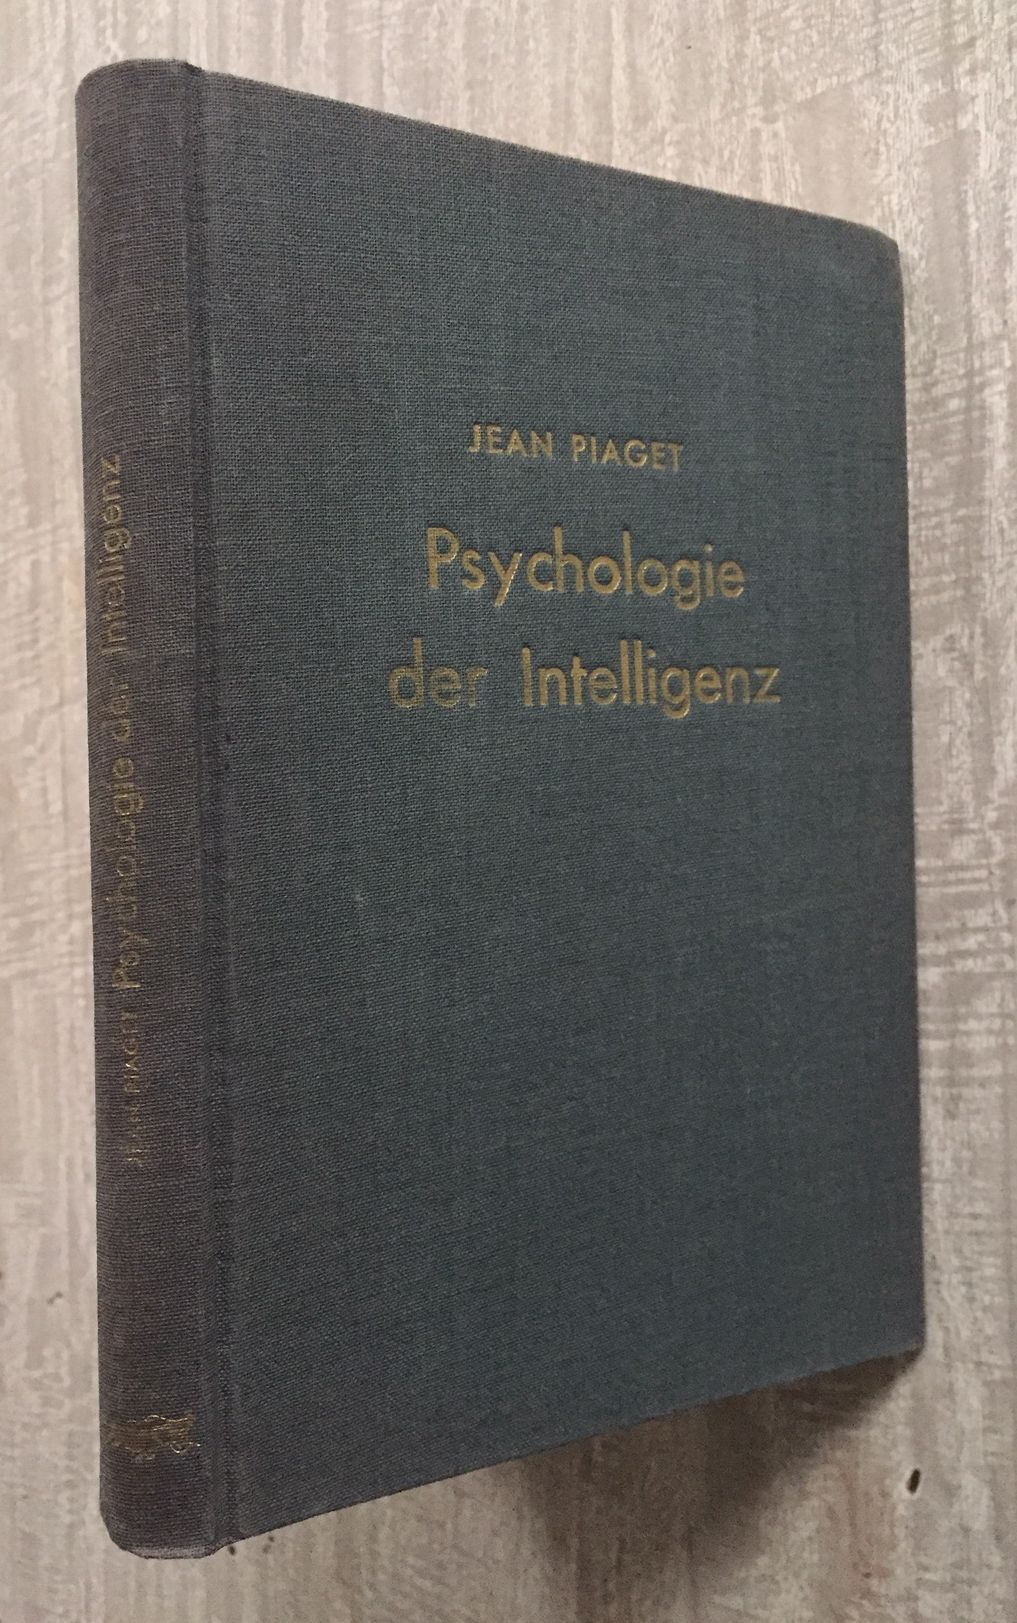 JEAN PIAGET
Psychologie
der Intelligenz
JEAN PIAGET Psychologie der Intelligenz